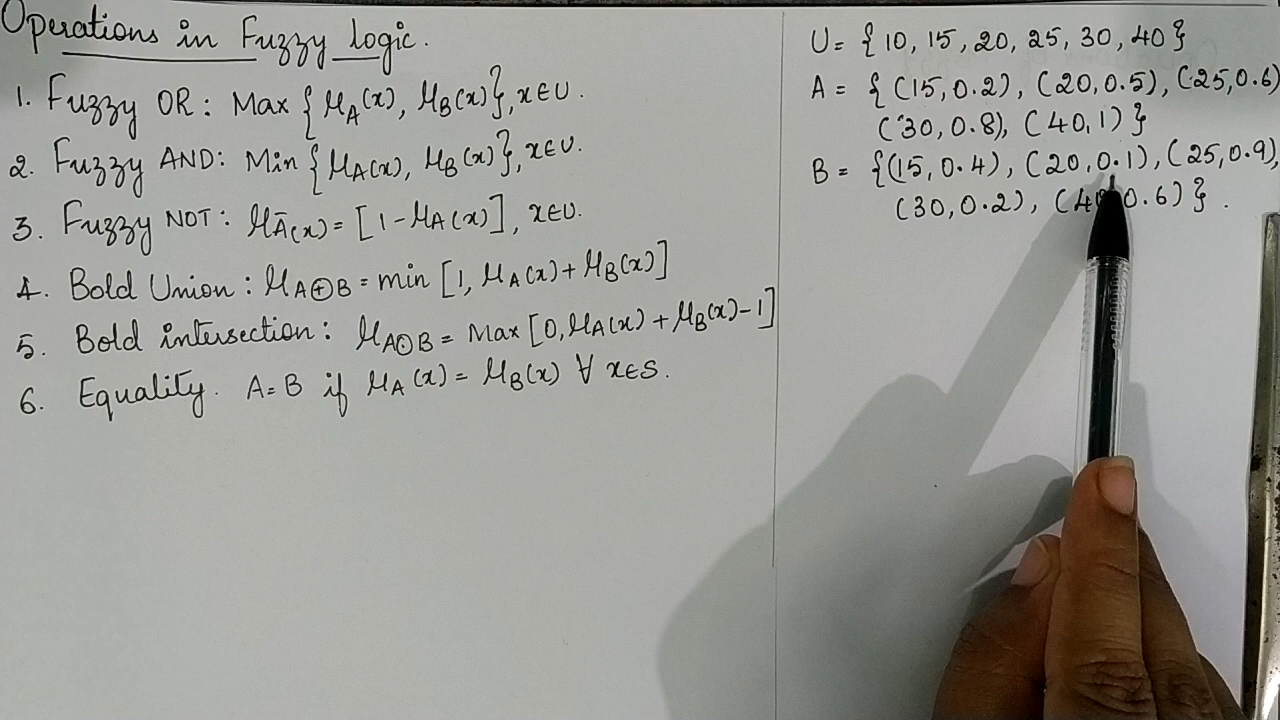 Operations in Fuzzy logic.
1. Fuzzy OR: Max {μA(x), μB(x)}, x∈U.
2. Fuzzy AND: Min {μA(x), μB(x)}, x∈U.
3. Fuzzy NOT: μĀ(x) = [1-μA(x)], x∈U.
4. Bold Union: μA⊕B = min [1, μA(x) + μB(x)]
5. Bold intersection: μA⊙B = Max [0, μA(x) + μB(x)-1]
6. Equality. A=B if μA(x) = μB(x) ∀ x∈S.
U = {10, 15, 20, 25, 30, 40}
A = {(15,0.2), (20,0.5), (25,0.6)
(30,0.8), (40,1)}
B = {(15,0.4), (20,0.1), (25,0.9),
(30,0.2), (40,0.6)}.